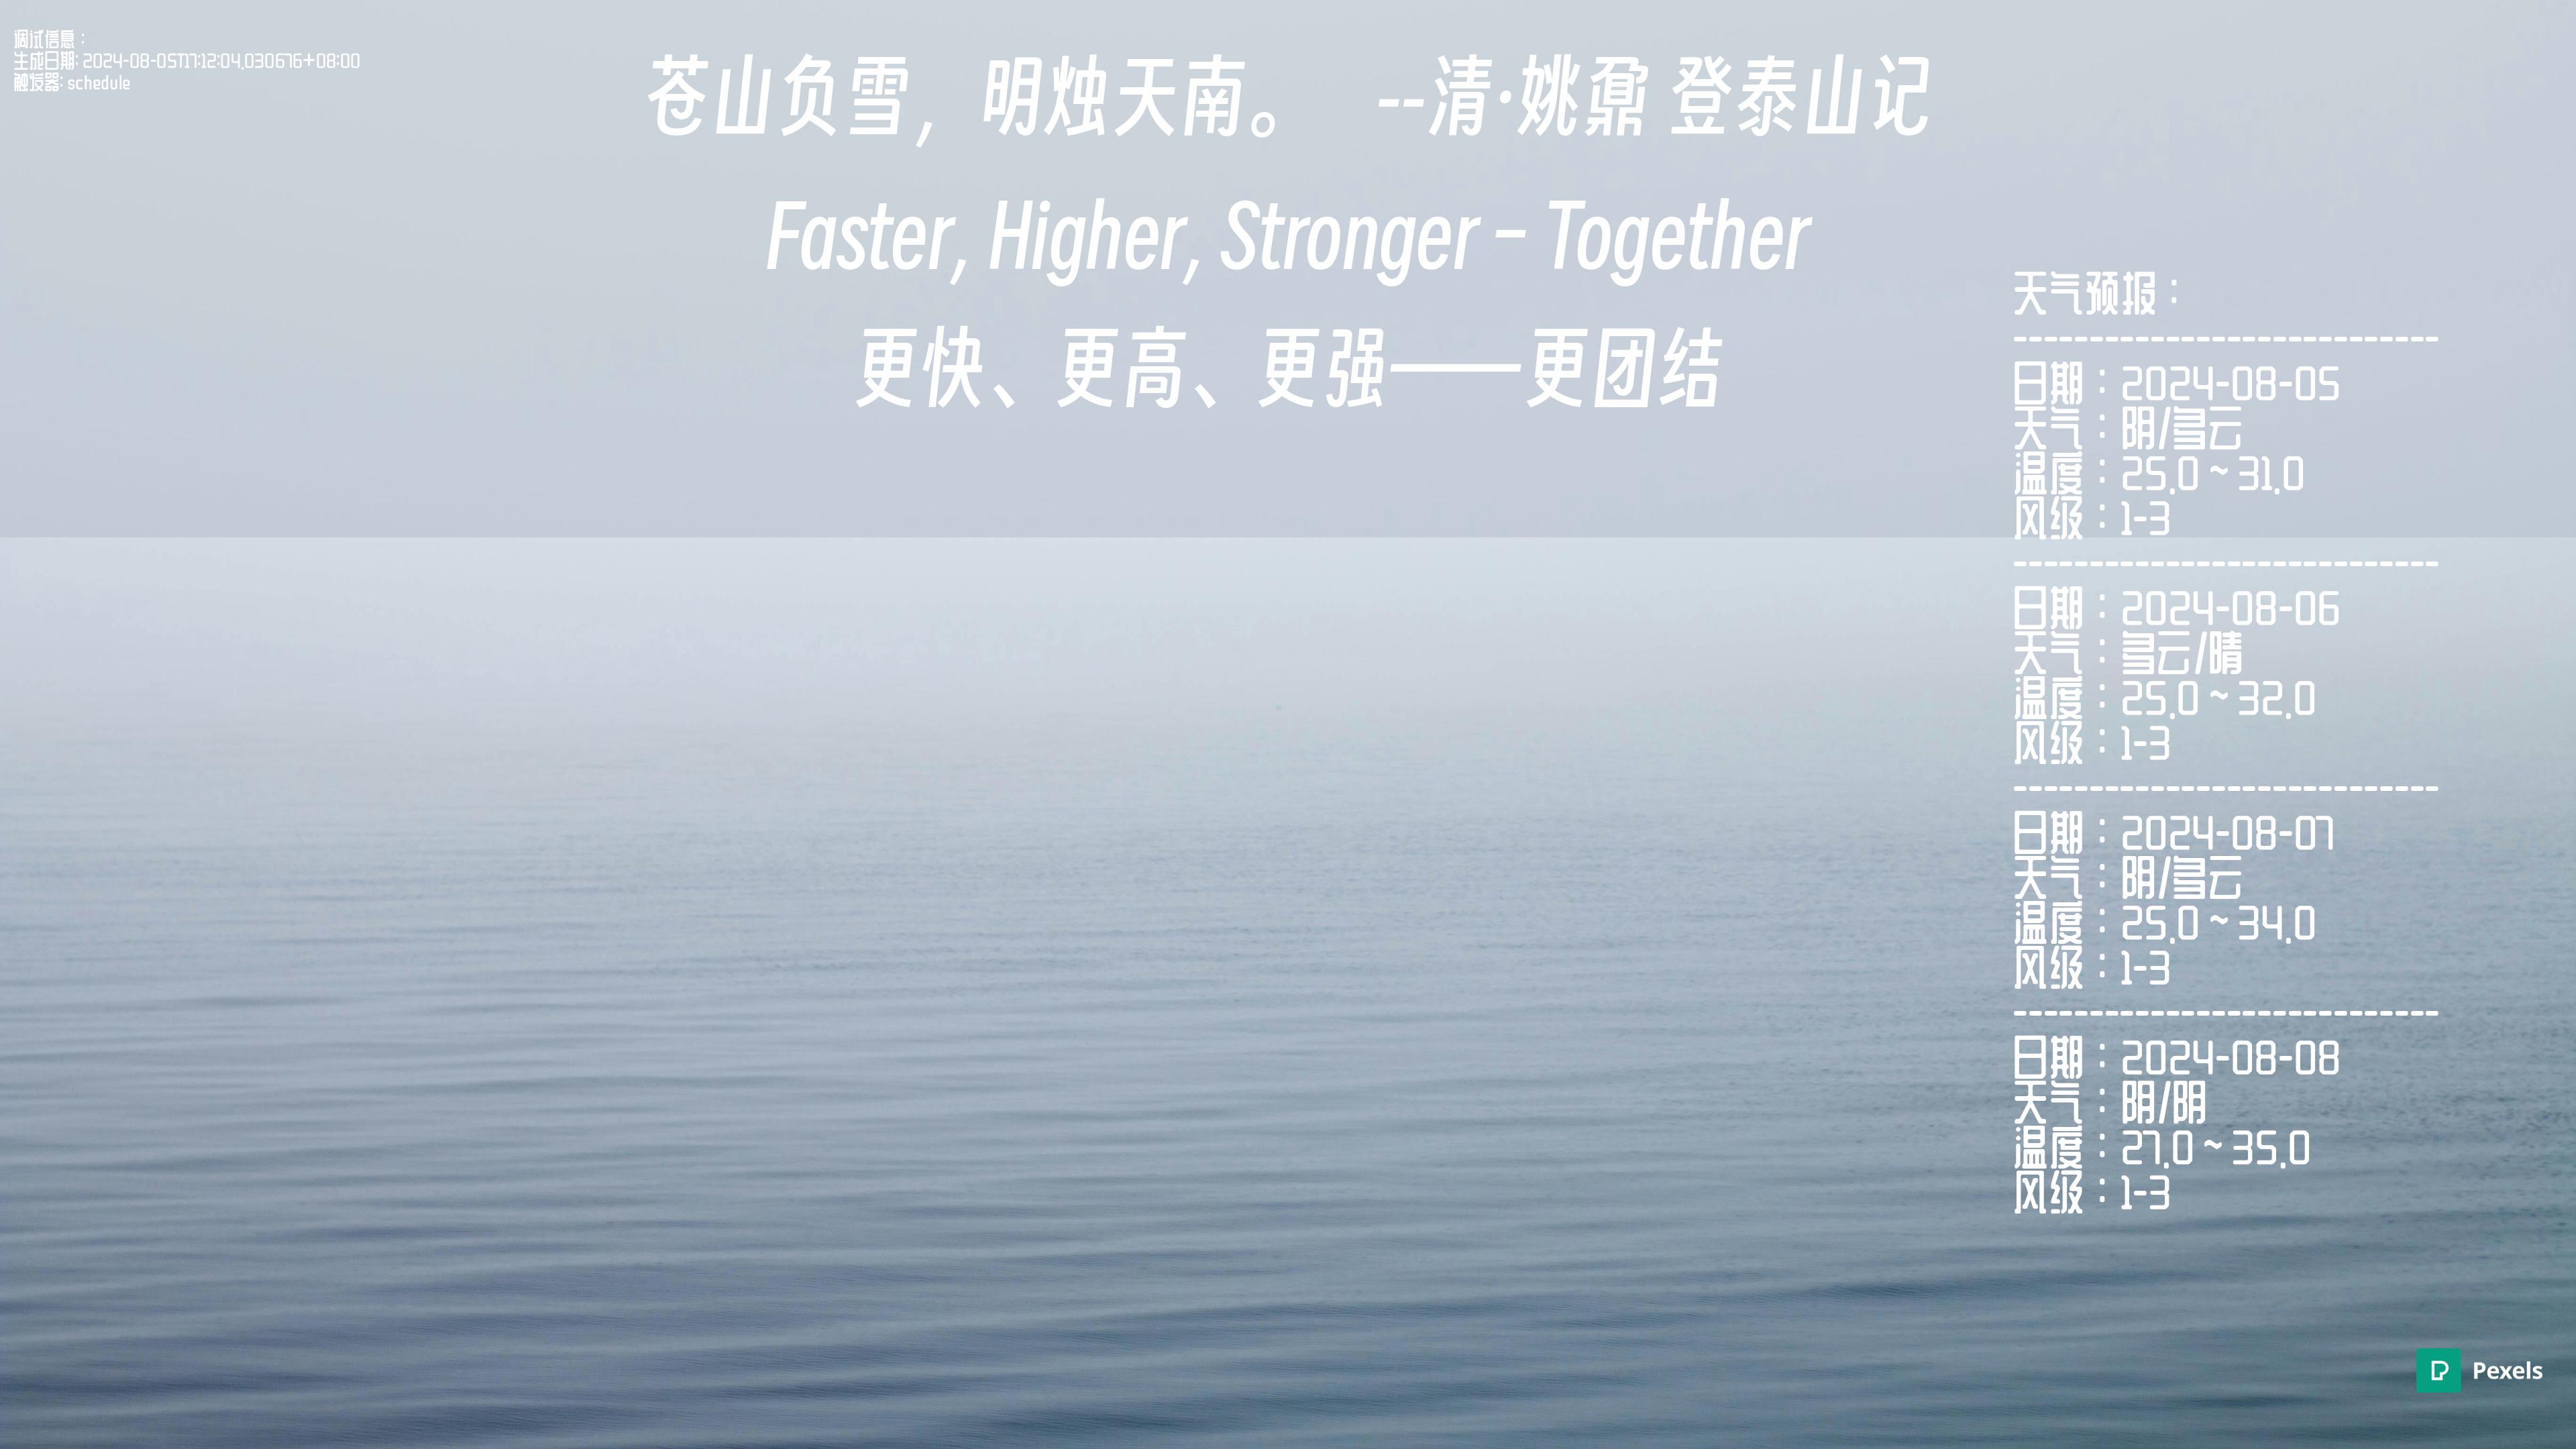 调试信息：
生成日期: 2024-08-05T17:12:04.030676+08:00
触发器: schedule
苍山负雪，明烛天南。 --清·姚鼐 登泰山记
Faster, Higher, Stronger – Together
更快、更高、更强——更团结
天气预报：
----------------------------
日期：2024-08-05
天气：阴/多云
温度：25.0 ~ 31.0
风级：1-3
----------------------------
日期：2024-08-06
天气：多云/晴
温度：25.0 ~ 32.0
风级：1-3
----------------------------
日期：2024-08-07
天气：阴/多云
温度：25.0 ~ 34.0
风级：1-3
----------------------------
日期：2024-08-08
天气：阴/阴
温度：27.0 ~ 35.0
风级：1-3
Pexels